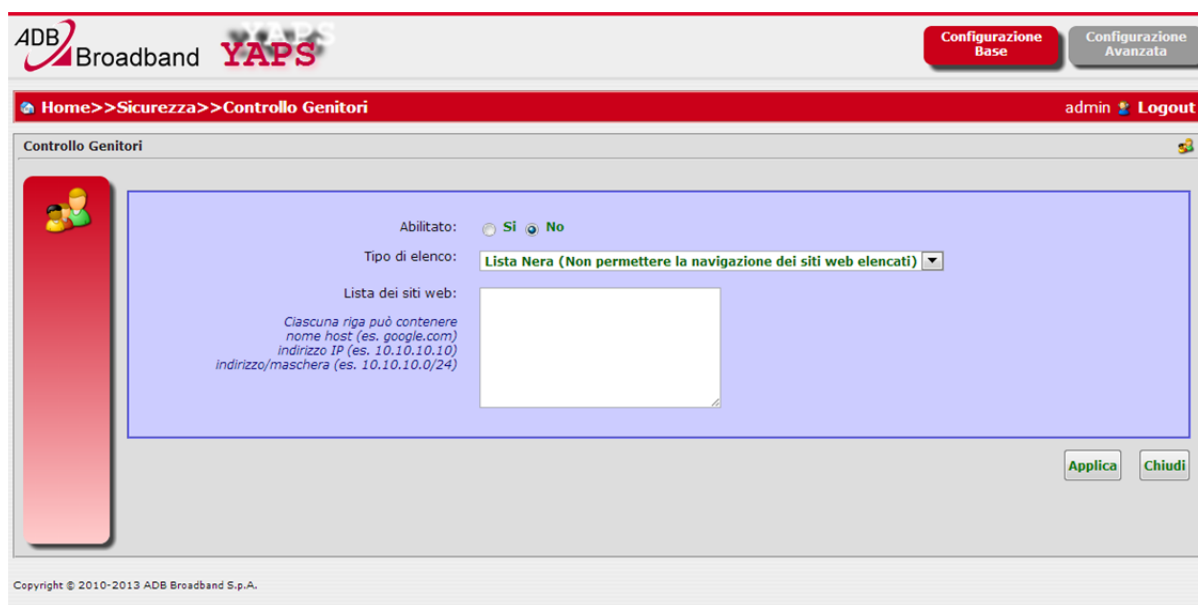 ADB
Broadband
YAPS
YAPS
Configurazione
Base
Configurazione
Avanzata
Home>>Sicurezza>>Controllo Genitori
admin Logout
Controllo Genitori
Abilitato: Si No
Tipo di elenco: Lista Nera (Non permettere la navigazione dei siti web elencati)
Lista dei siti web:
Ciascuna riga può contenere
nome host (es. google.com)
indirizzo IP (es. 10.10.10.10)
indirizzo/maschera (es. 10.10.10.0/24)
Applica Chiudi
Copyright © 2010-2013 ADB Broadband S.p.A.